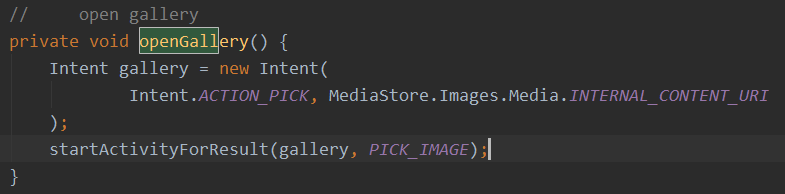 //      open gallery
private void openGallery() {
    Intent gallery = new Intent(
            Intent.ACTION_PICK, MediaStore.Images.Media.INTERNAL_CONTENT_URI
    );
    startActivityForResult(gallery, PICK_IMAGE);
}